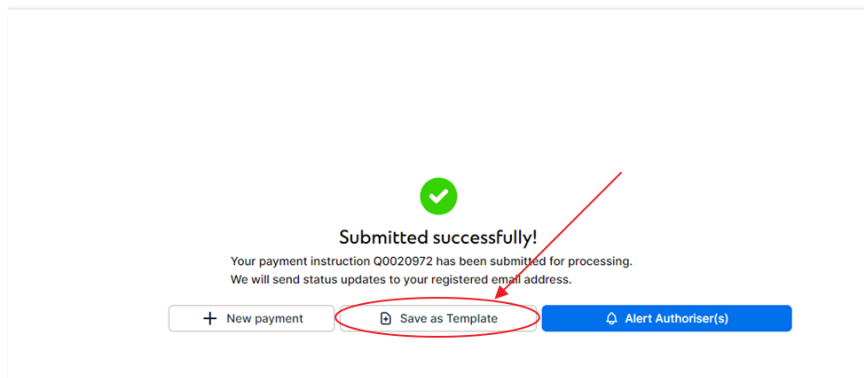 Submitted successfully!
Your payment instruction Q0020972 has been submitted for processing.
We will send status updates to your registered email address.
New payment
Save as Template
Alert Authoriser(s)